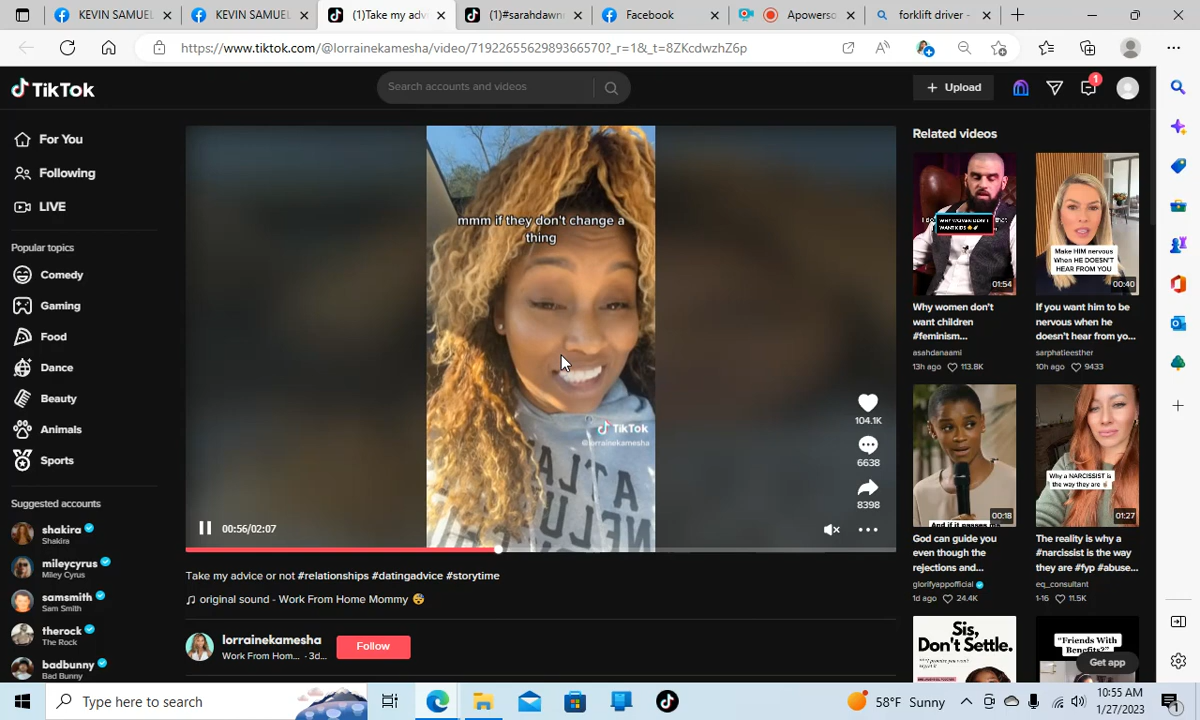 KEVIN SAMUEL
KEVIN SAMUEL
(1)Take my adv
(1)#sarahdawn
Facebook
Apowerso
forklift driver -
https://www.tiktok.com/@lorrainekamesha/video/7192265562989366570?_r=1&_t=8ZKcdwzhZ6p
TikTok
Search accounts and videos
Upload
1
For You
Following
LIVE
Popular topics
Comedy
Gaming
Food
Dance
Beauty
Animals
Sports
Suggested accounts
shakira
Shakira
mileycyrus
Miley Cyrus
samsmith
Sam Smith
therock
The Rock
badbunny
Bad Bunny
mmm if they don't change a
thing
TikTok
@lorrainekamesha
104.1K
6638
8398
00:56/02:07
Take my advice or not #relationships #datingadvice #storytime
original sound - Work From Home Mommy 😴
lorrainekamesha
Work From Hom... · 3d...
Follow
Related videos
WANT KIDS
01:54
Why women don't
want children
#feminism...
asahdanaami
13h ago 113.8K
Make HIM nervous
When HE DOESN'T
HEAR FROM YOU
00:40
If you want him to be
nervous when he
doesn't hear from yo...
sarphatieesther
10h ago 9433
And if it passes me
00:18
God can guide you
even though the
rejections and...
glorifyappofficial
1d ago 24.4K
Why a NARCISSIST is
the way they are
01:27
The reality is why a
#narcissist is the way
they are #fyp #abuse...
eq_consultant
1-16 11.5K
Sis,
Don't Settle.
"Friends With
Benefits?"
Get app
Type here to search
58°F Sunny
10:55 AM
1/27/2023
1